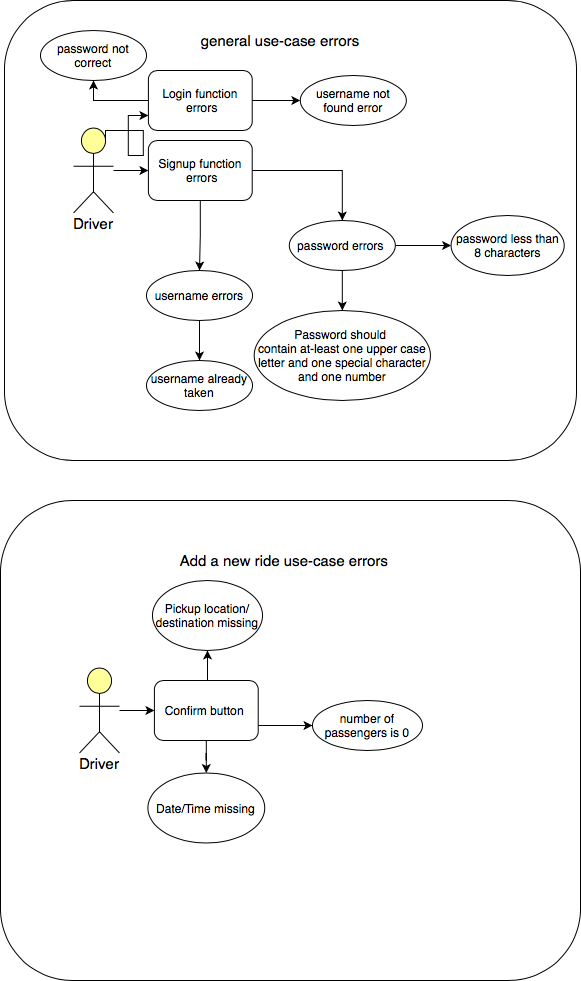 general use-case errors
password not
correct
Login function
errors
username not
found error
Signup function
errors
Driver
password errors
password less than
8 characters
username errors
Password should
contain at-least one upper case
letter and one special character
and one number
username already
taken
Add a new ride use-case errors
Pickup location/
destination missing
Confirm button
number of
passengers is 0
Driver
Date/Time missing